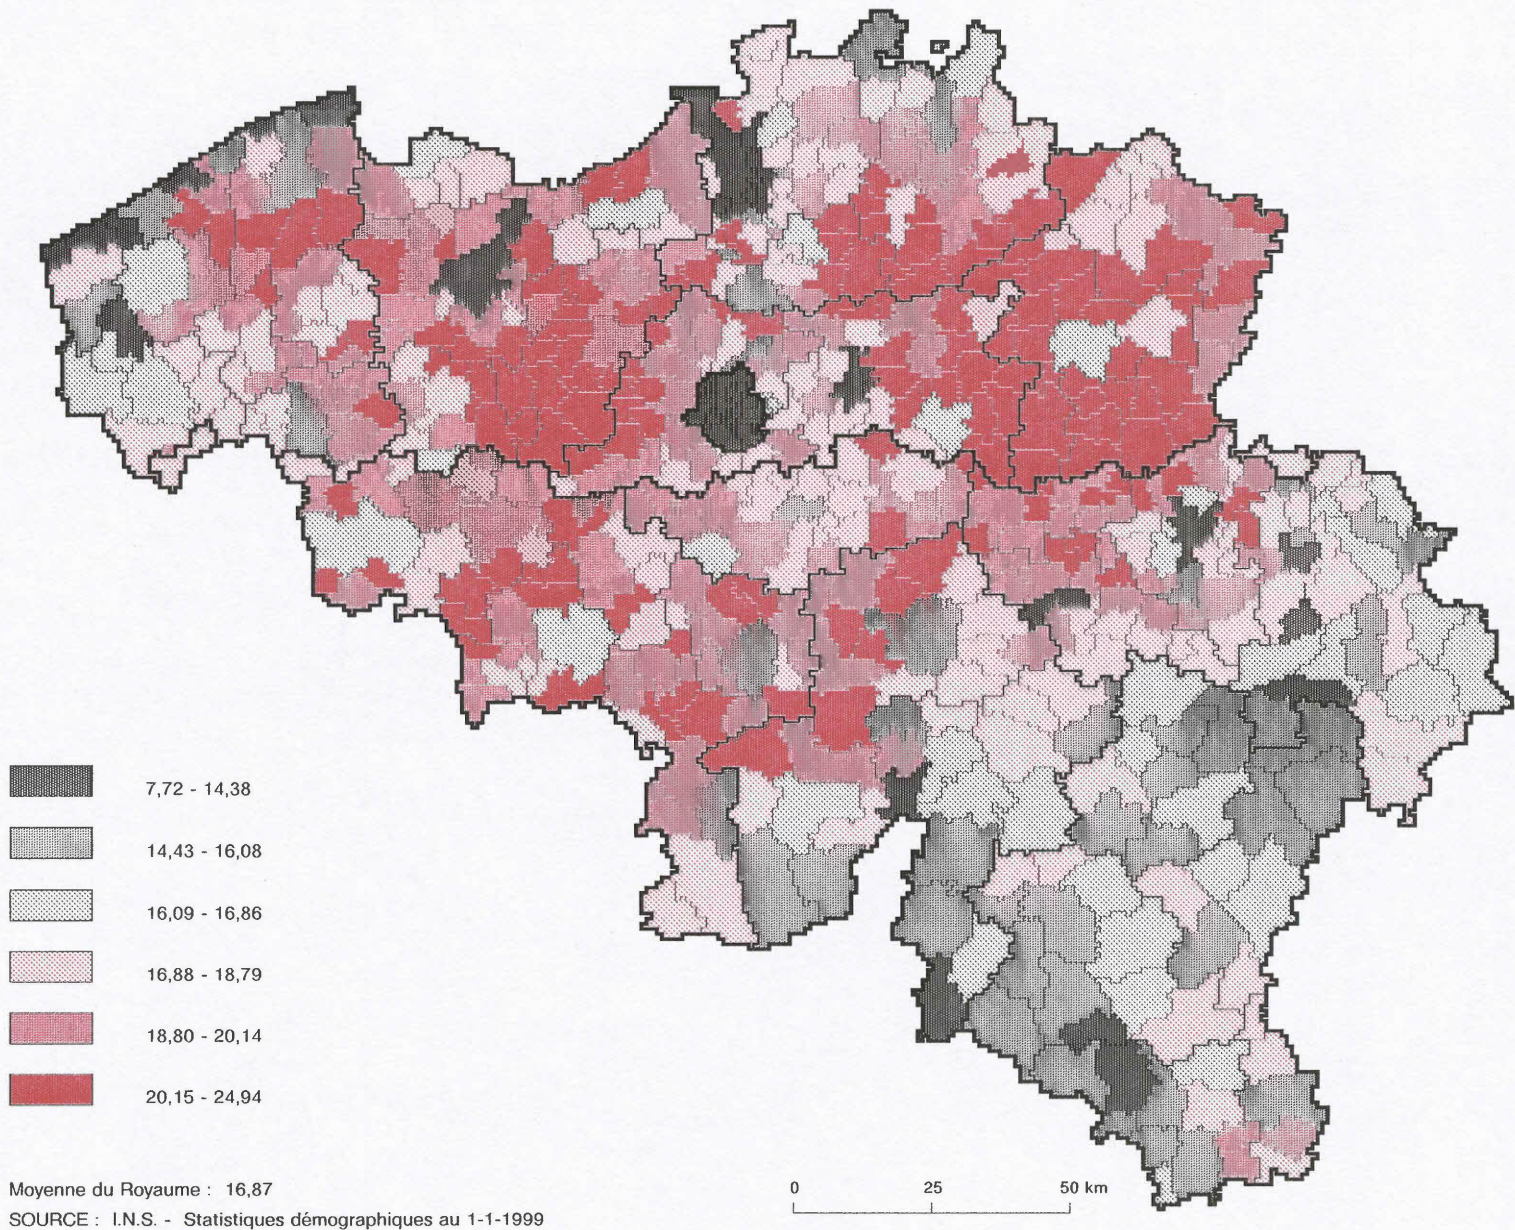 7,72 - 14,38
14,43 - 16,08
16,09 - 16,86
16,88 - 18,79
18,80 - 20,14
20,15 - 24,94
Moyenne du Royaume : 16,87
SOURCE : I.N.S. - Statistiques démographiques au 1-1-1999
0 25 50 km